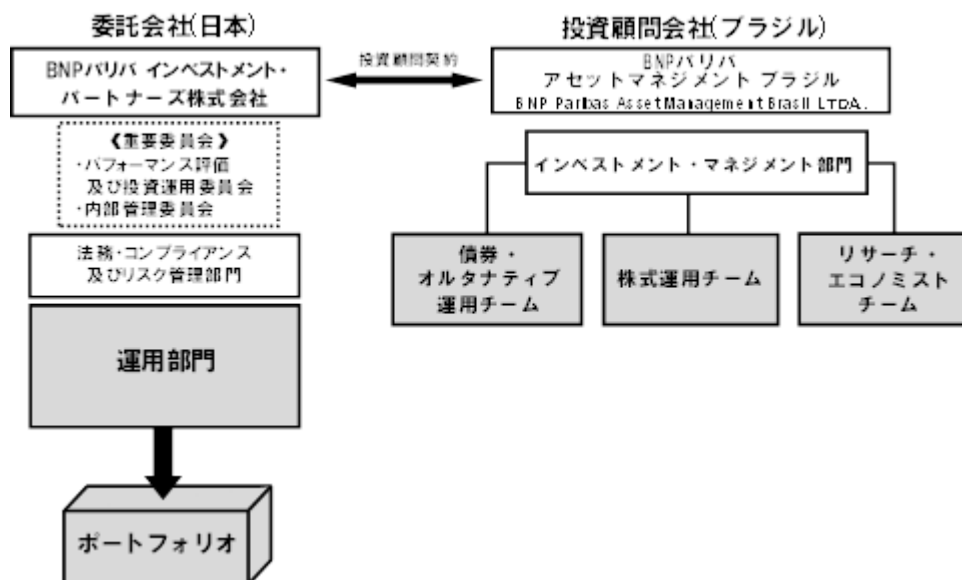 委託会社(日本)
BNPパリバ インベストメント・
パートナーズ株式会社
《重要委員会》
・パフォーマンス評価
及び投資運用委員会
・内部管理委員会
法務・コンプライアンス
及びリスク管理部門
運用部門
ポートフォリオ
投資顧問契約
投資顧問会社(ブラジル)
BNPパリバ
アセットマネジメント ブラジル
BNP Paribas Asset Management Brasil LTDA.
インベストメント・マネジメント部門
債券・
オルタナティブ
運用チーム
株式運用チーム
リサーチ・
エコノミスト
チーム